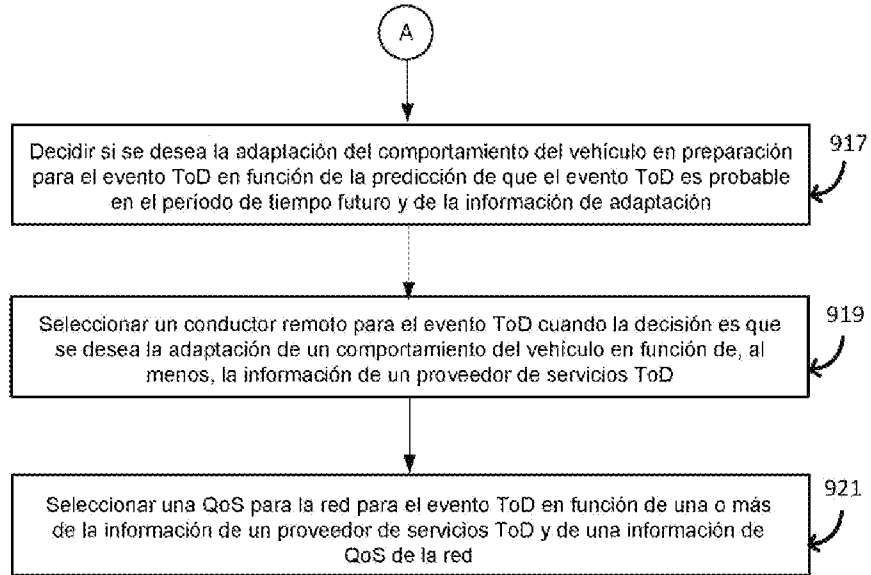 A
Decidir si se desea la adaptación del comportamiento del vehículo en preparación
para el evento ToD en función de la predicción de que el evento ToD es probable
en el período de tiempo futuro y de la información de adaptación
917
Seleccionar un conductor remoto para el evento ToD cuando la decisión es que
se desea la adaptación de un comportamiento del vehículo en función de, al
menos, la información de un proveedor de servicios ToD
919
Seleccionar una QoS para la red para el evento ToD en función de una o más
de la información de un proveedor de servicios ToD y de una información de
QoS de la red
921